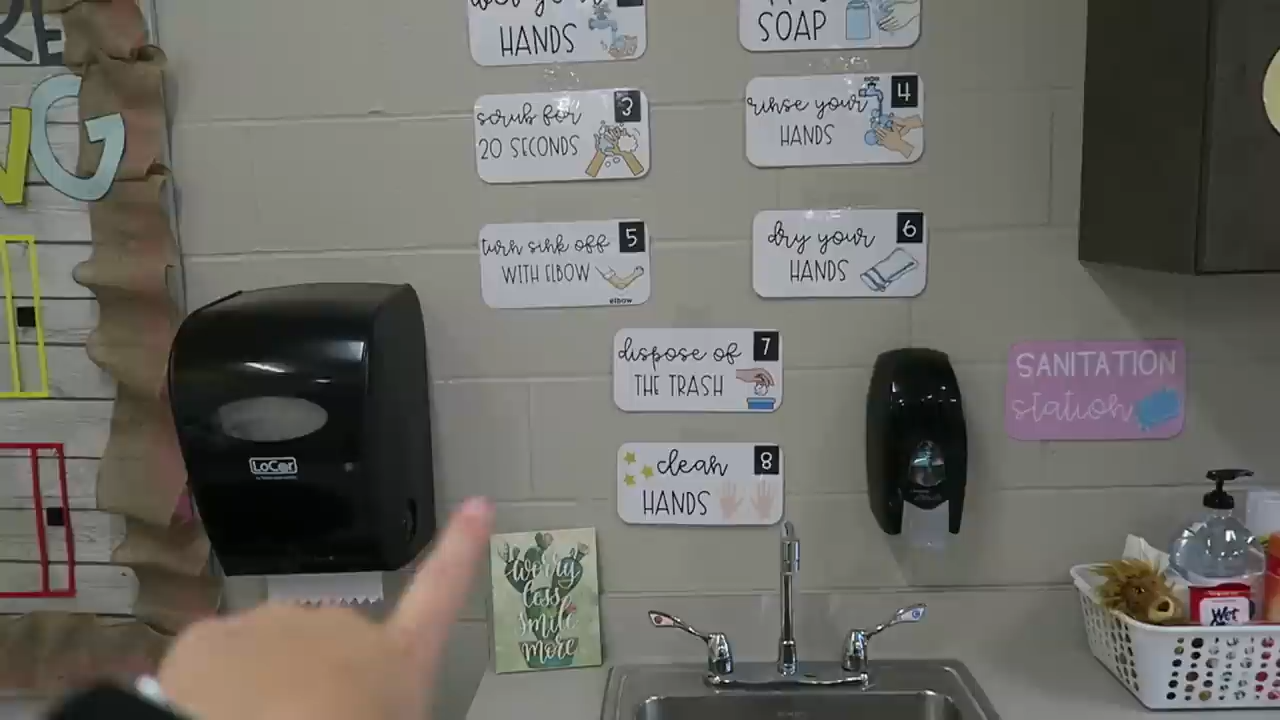 HANDS
SOAP
3
scrub for
20 SECONDS
4
rinse your
HANDS
5
turn sink off
WITH ELBOW
elbow
6
dry your
HANDS
7
dispose of
THE TRASH
8
clean
HANDS
SANITATION
station
LoCor
worry
less
smile
more
Wet
RE
NG